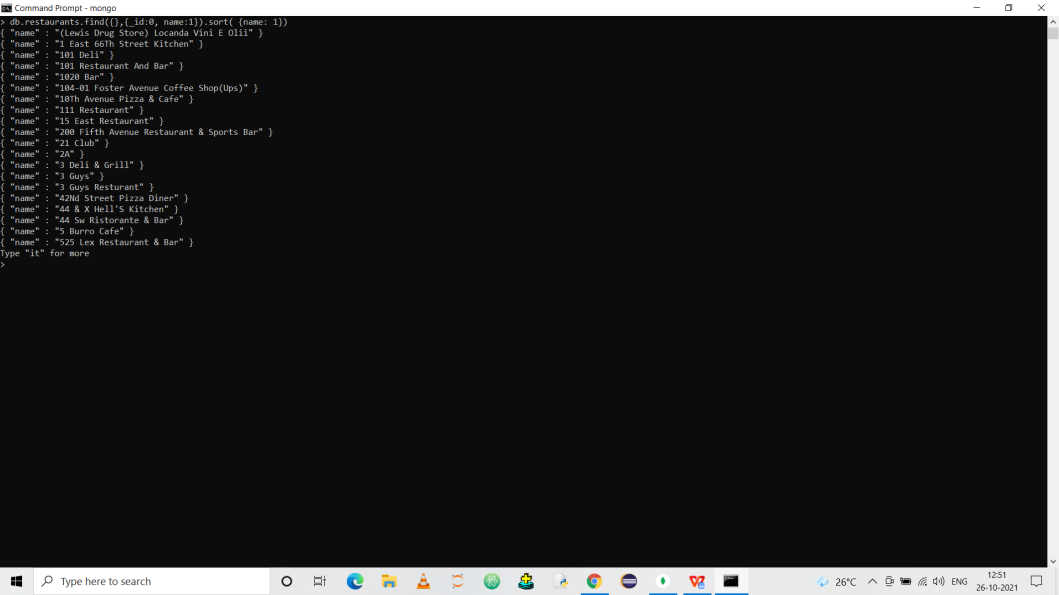 Command Prompt - mongo
> db.restaurants.find({},{_id:0, name:1}).sort( {name: 1})
{ "name" : "(Lewis Drug Store) Locanda Vini E Olii" }
{ "name" : "1 East 66Th Street Kitchen" }
{ "name" : "101 Deli" }
{ "name" : "101 Restaurant And Bar" }
{ "name" : "1020 Bar" }
{ "name" : "104-01 Foster Avenue Coffee Shop(Ups)" }
{ "name" : "10Th Avenue Pizza & Cafe" }
{ "name" : "111 Restaurant" }
{ "name" : "15 East Restaurant" }
{ "name" : "200 Fifth Avenue Restaurant & Sports Bar" }
{ "name" : "21 Club" }
{ "name" : "2A" }
{ "name" : "3 Deli & Grill" }
{ "name" : "3 Guys" }
{ "name" : "3 Guys Resturant" }
{ "name" : "42Nd Street Pizza Diner" }
{ "name" : "44 & X Hell'S Kitchen" }
{ "name" : "44 Sw Ristorante & Bar" }
{ "name" : "5 Burro Cafe" }
{ "name" : "525 Lex Restaurant & Bar" }
Type "it" for more
>
Type here to search
26°C
ENG
12:51
26-10-2021